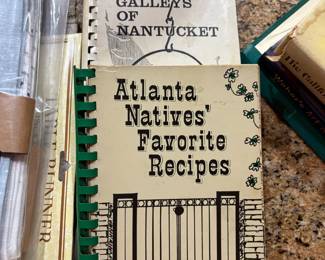 GALLEYS
OF
NANTUCKET
Atlanta
Natives'
Favorite
Recipes